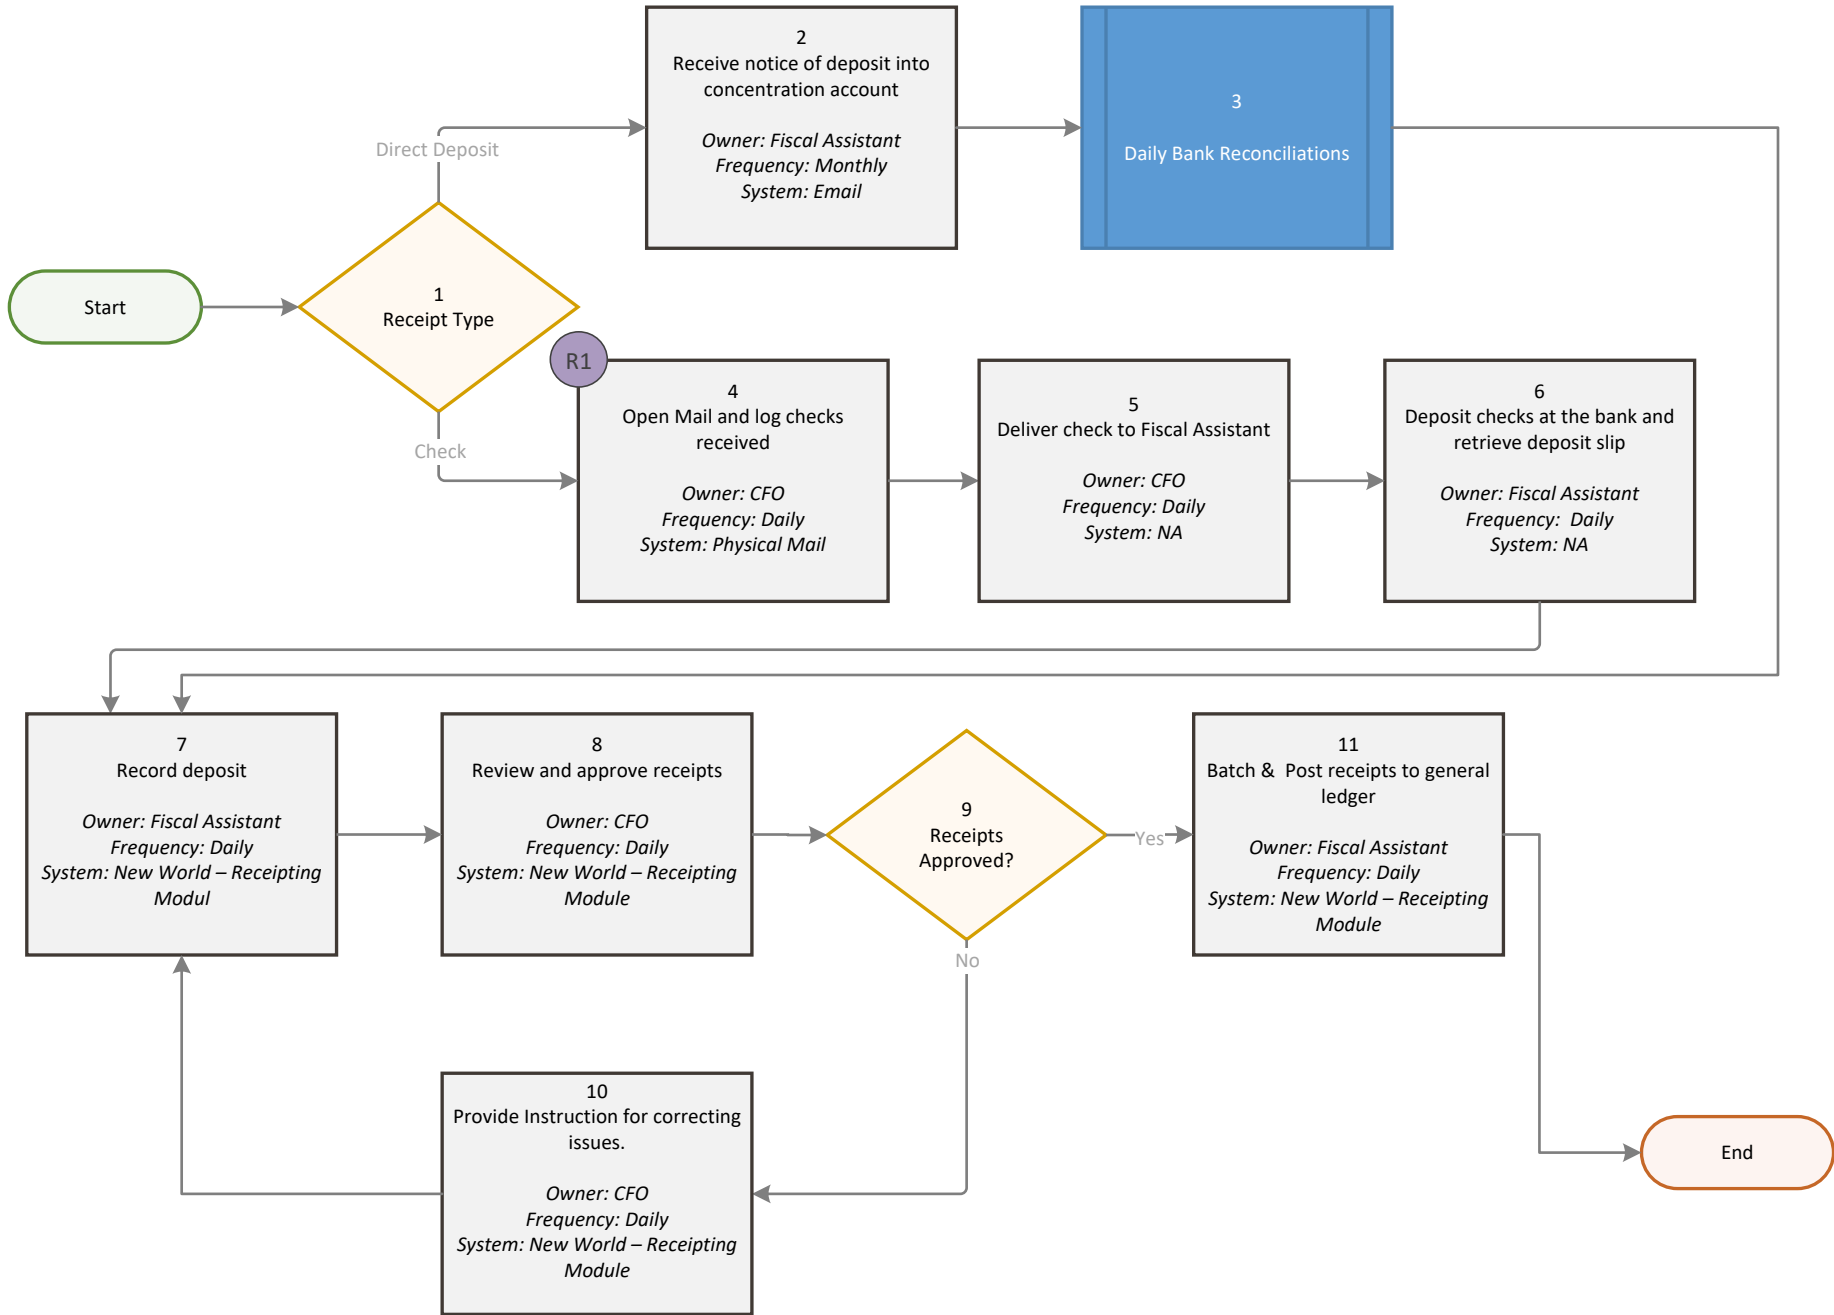 2
Receive notice of deposit into
concentration account
Owner: Fiscal Assistant
Frequency: Monthly
System: Email
3
Daily Bank Reconciliations
Direct Deposit
Start
1
Receipt Type
Check
R1
4
Open Mail and log checks
received
Owner: CFO
Frequency: Daily
System: Physical Mail
5
Deliver check to Fiscal Assistant
Owner: CFO
Frequency: Daily
System: NA
6
Deposit checks at the bank and
retrieve deposit slip
Owner: Fiscal Assistant
Frequency:  Daily
System: NA
7
Record deposit
Owner: Fiscal Assistant
Frequency: Daily
System: New World – Receipting
Modul
8
Review and approve receipts
Owner: CFO
Frequency: Daily
System: New World – Receipting
Module
9
Receipts
Approved?
Yes
No
11
Batch &  Post receipts to general
ledger
Owner: Fiscal Assistant
Frequency: Daily
System: New World – Receipting
Module
10
Provide Instruction for correcting
issues.
Owner: CFO
Frequency: Daily
System: New World – Receipting
Module
End